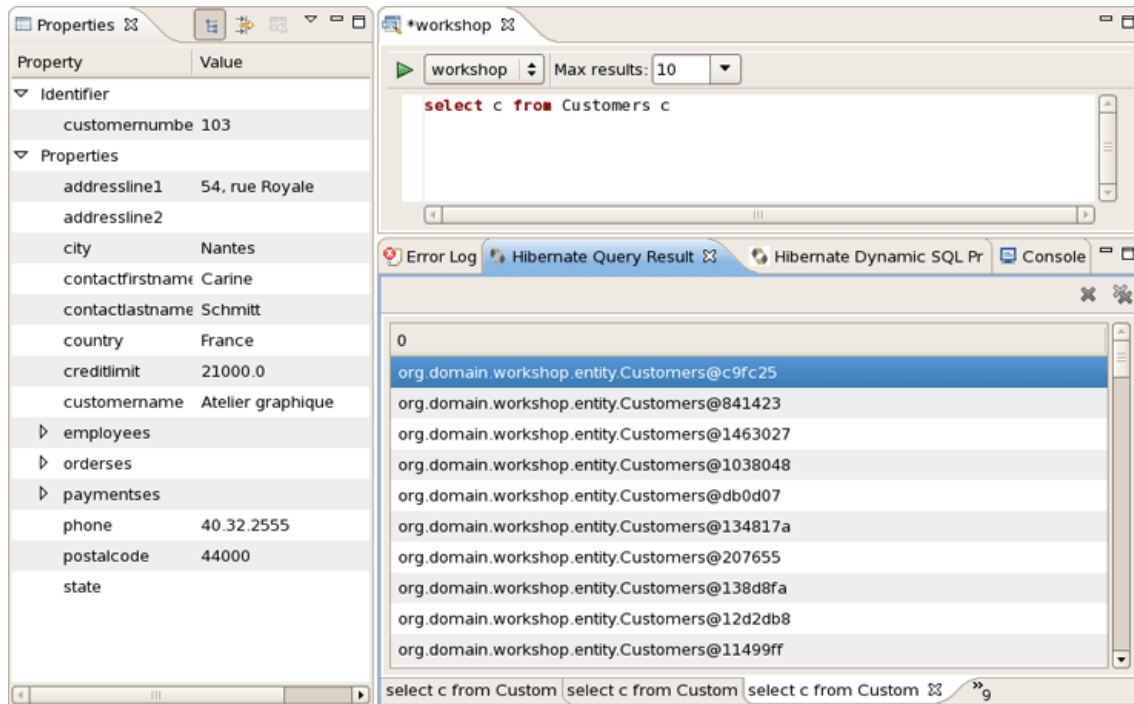 Properties
Property Value
Identifier
customernumbe 103
Properties
addressline1 54, rue Royale
addressline2
city Nantes
contactfirstname Carine
contactlastname Schmitt
country France
creditlimit 21000.0
customername Atelier graphique
employees
orderses
paymentses
phone 40.32.2555
postalcode 44000
state
*workshop
workshop Max results: 10
select c from Customers c
Error Log Hibernate Query Result Hibernate Dynamic SQL Pr Console
0
org.domain.workshop.entity.Customers@c9fc25
org.domain.workshop.entity.Customers@841423
org.domain.workshop.entity.Customers@1463027
org.domain.workshop.entity.Customers@1038048
org.domain.workshop.entity.Customers@db0d07
org.domain.workshop.entity.Customers@134817a
org.domain.workshop.entity.Customers@207655
org.domain.workshop.entity.Customers@138d8fa
org.domain.workshop.entity.Customers@12d2db8
org.domain.workshop.entity.Customers@11499ff
select c from Custom select c from Custom select c from Custom »9